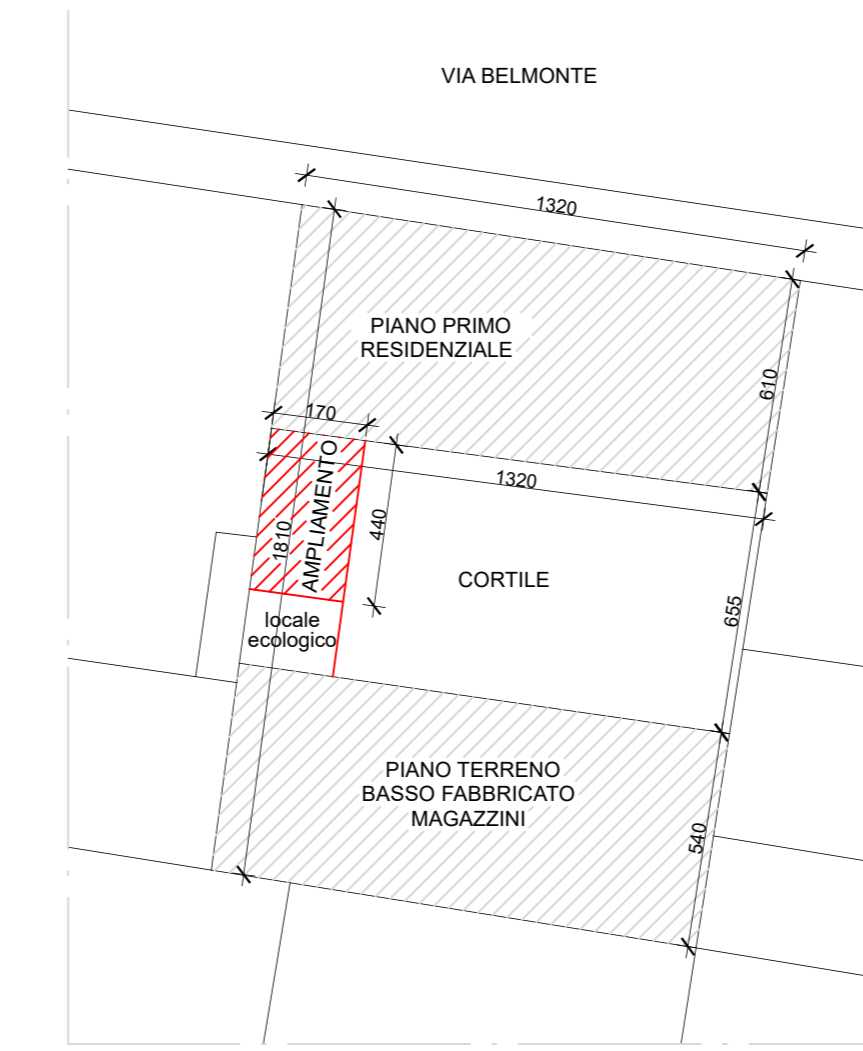 VIA BELMONTE
1320
PIANO PRIMO
RESIDENZIALE
610
170
1320
AMPLIAMENTO
1810
440
CORTILE
655
locale
ecologico
PIANO TERRENO
BASSO FABBRICATO
MAGAZZINI
540